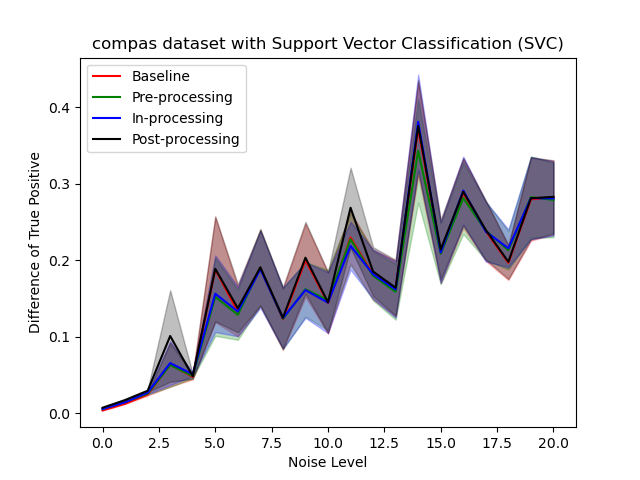 compas dataset with Support Vector Classification (SVC)
Baseline
Pre-processing
In-processing
Post-processing
Difference of True Positive
0.4
0.3
0.2
0.1
0.0
0.0 2.5 5.0 7.5 10.0 12.5 15.0 17.5 20.0
Noise Level